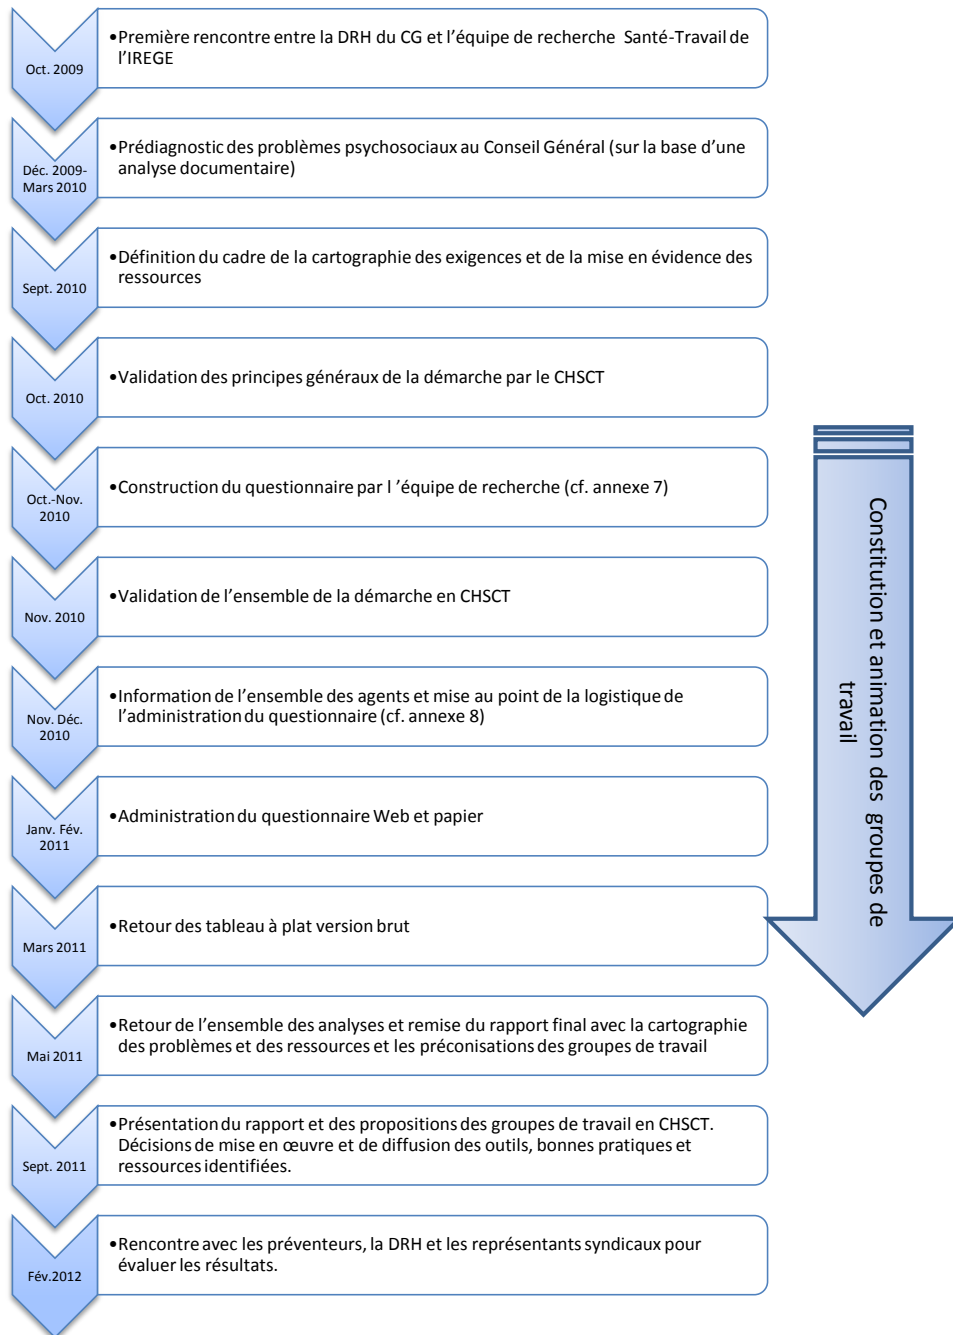 Oct. 2009
•Première rencontre entre la DRH du CG et l'équipe de recherche Santé-Travail de
l'IREGE
Déc. 2009-
Mars 2010
•Prédiagnostic des problèmes psychosociaux au Conseil Général (sur la base d'une
analyse documentaire)
Sept. 2010
•Définition du cadre de la cartographie des exigences et de la mise en évidence des
ressources
Oct. 2010
•Validation des principes généraux de la démarche par le CHSCT
Oct.-Nov.
2010
•Construction du questionnaire par l 'équipe de recherche (cf. annexe 7)
Nov. 2010
•Validation de l'ensemble de la démarche en CHSCT
Nov. Déc.
2010
•Information de l'ensemble des agents et mise au point de la logistique de
l'administration du questionnaire (cf. annexe 8)
Janv. Fév.
2011
•Administration du questionnaire Web et papier
Mars 2011
•Retour des tableau à plat version brut
Mai 2011
•Retour de l'ensemble des analyses et remise du rapport final avec la cartographie
des problèmes et des ressources et les préconisations des groupes de travail
Sept. 2011
•Présentation du rapport et des propositions des groupes de travail en CHSCT.
Décisions de mise en œuvre et de diffusion des outils, bonnes pratiques et
ressources identifiées.
Fév.2012
•Rencontre avec les préventeurs, la DRH et les représentants syndicaux pour
évaluer les résultats.
Constitution et animation des groupes de
travail